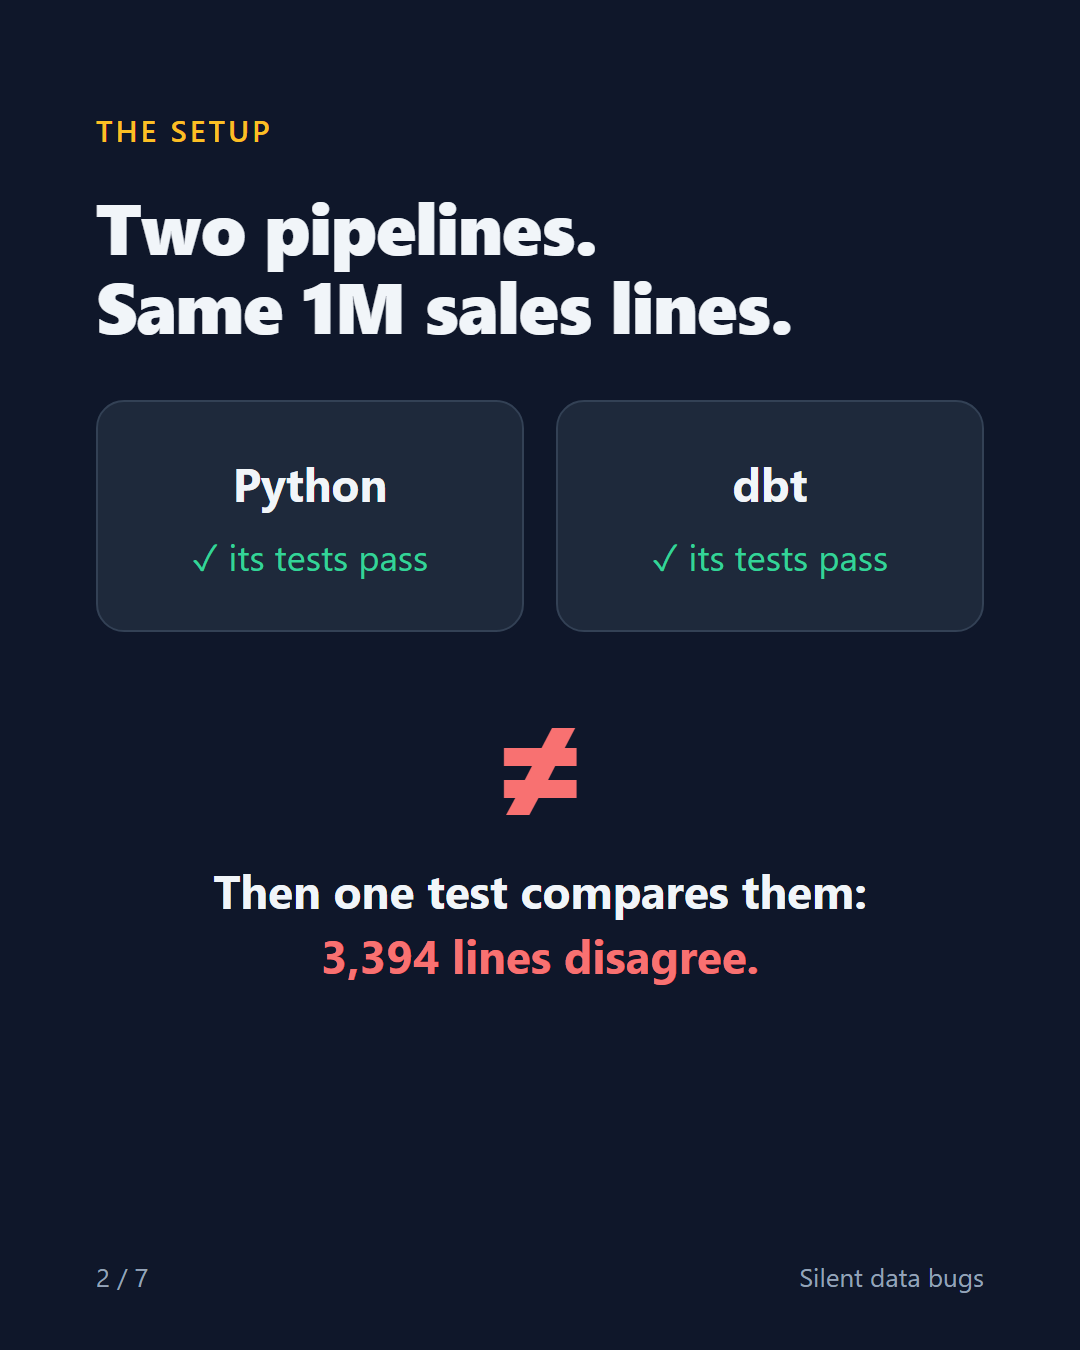 THE SETUP
Two pipelines.
Same 1M sales lines.
Python
✓ its tests pass
dbt
✓ its tests pass
≠
Then one test compares them:
3,394 lines disagree.
2 / 7
Silent data bugs